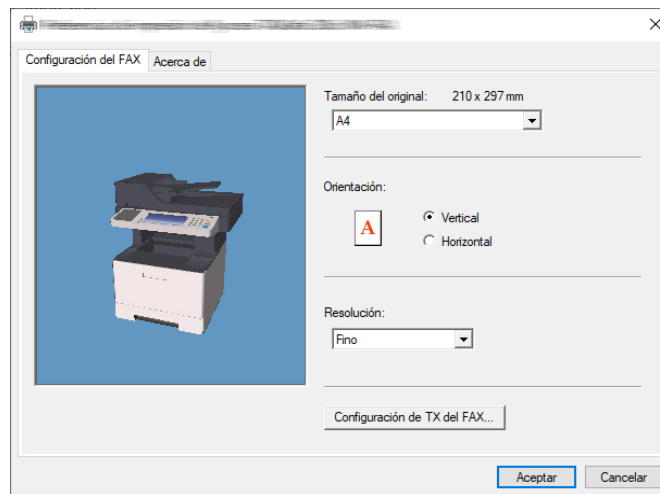 Configuración del FAX
Acerca de
Tamaño del original: 210 x 297 mm
A4
Orientación:
A
Vertical
Horizontal
Resolución:
Fino
Configuración de TX del FAX...
Aceptar
Cancelar